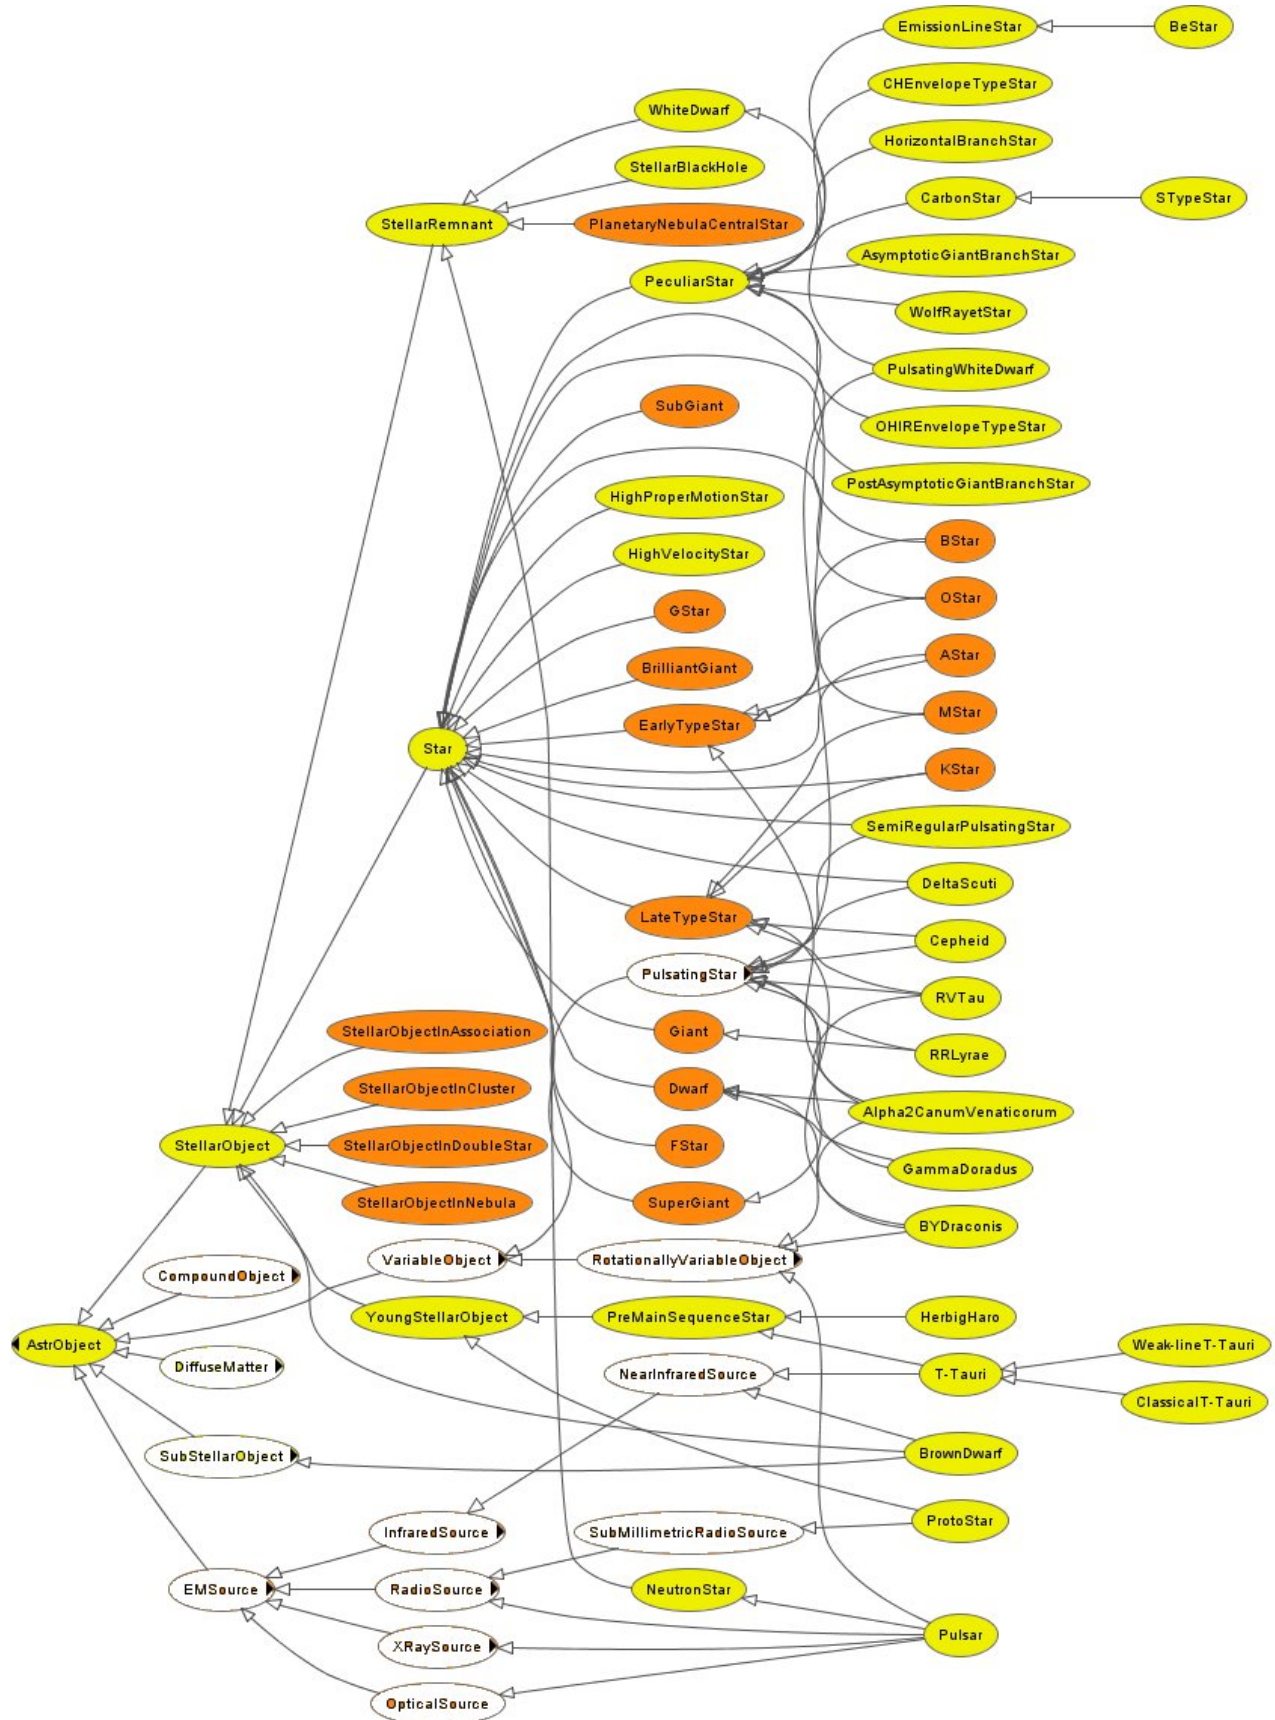 EmissionLineStar
BeStar
CHEnvelopeTypeStar
WhiteDwarf
HorizontalBranchStar
StellarBlackHole
CarbonStar
STypeStar
StellarRemnant
PlanetaryNebulaCentralStar
AsymptoticGiantBranchStar
PeculiarStar
WolfRayetStar
PulsatingWhiteDwarf
SubGiant
OHIREnvelopeTypeStar
PostAsymptoticGiantBranchStar
HighProperMotionStar
BStar
HighVelocityStar
OStar
GStar
AStar
BrilliantGiant
MStar
EarlyTypeStar
Star
KStar
SemiRegularPulsatingStar
DeltaScuti
LateTypeStar
Cepheid
PulsatingStar
RVTau
StellarObjectInAssociation
Giant
RRLyrae
StellarObjectInCluster
Dwarf
Alpha2CanumVenaticorum
StellarObject
StellarObjectInDoubleStar
FStar
GammaDoradus
StellarObjectInNebula
SuperGiant
BYDraconis
VariableObject
RotationallyVariableObject
CompoundObject
YoungStellarObject
PreMainSequenceStar
HerbigHaro
AstrObject
Weak-lineT-Tauri
DiffuseMatter
NearInfraredSource
T-Tauri
ClassicalT-Tauri
SubStellarObject
BrownDwarf
InfraredSource
SubMillimetricRadioSource
ProtoStar
EMSource
RadioSource
NeutronStar
XRaySource
Pulsar
OpticalSource